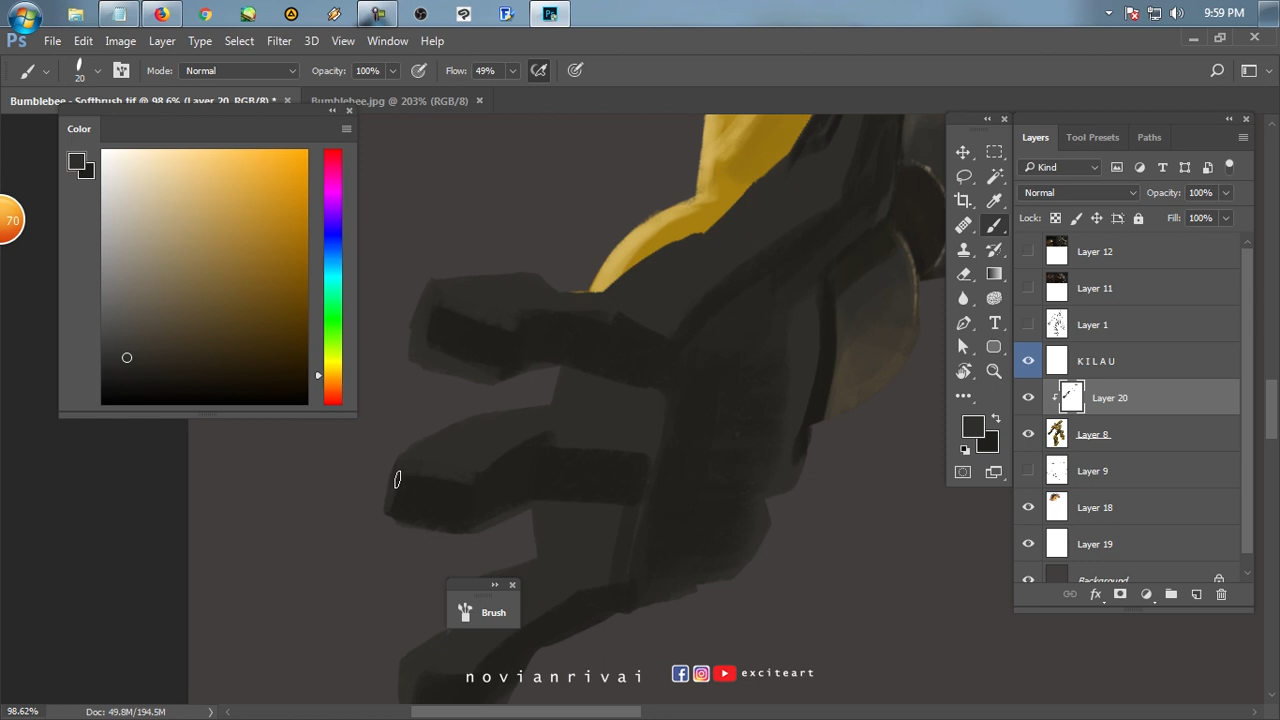 9:59 PM
Ps File Edit Image Layer Type Select Filter 3D View Window Help
20 Mode: Normal Opacity: 100% Flow: 49%
Bumblebee - Softbrush.tif @ 98.6% (Layer 20, RGB/8) * Bumblebee.jpg @ 203% (RGB/8)
Color
Layers Tool Presets Paths
Kind
Normal Opacity: 100%
Lock: Fill: 100%
70
Layer 12
Layer 11
Layer 1
K I L A U
Layer 20
Layer 8
Layer 9
Layer 18
Layer 19
Background
Brush
novianrivai exciteart
98.62% Doc: 49.8M/194.5M